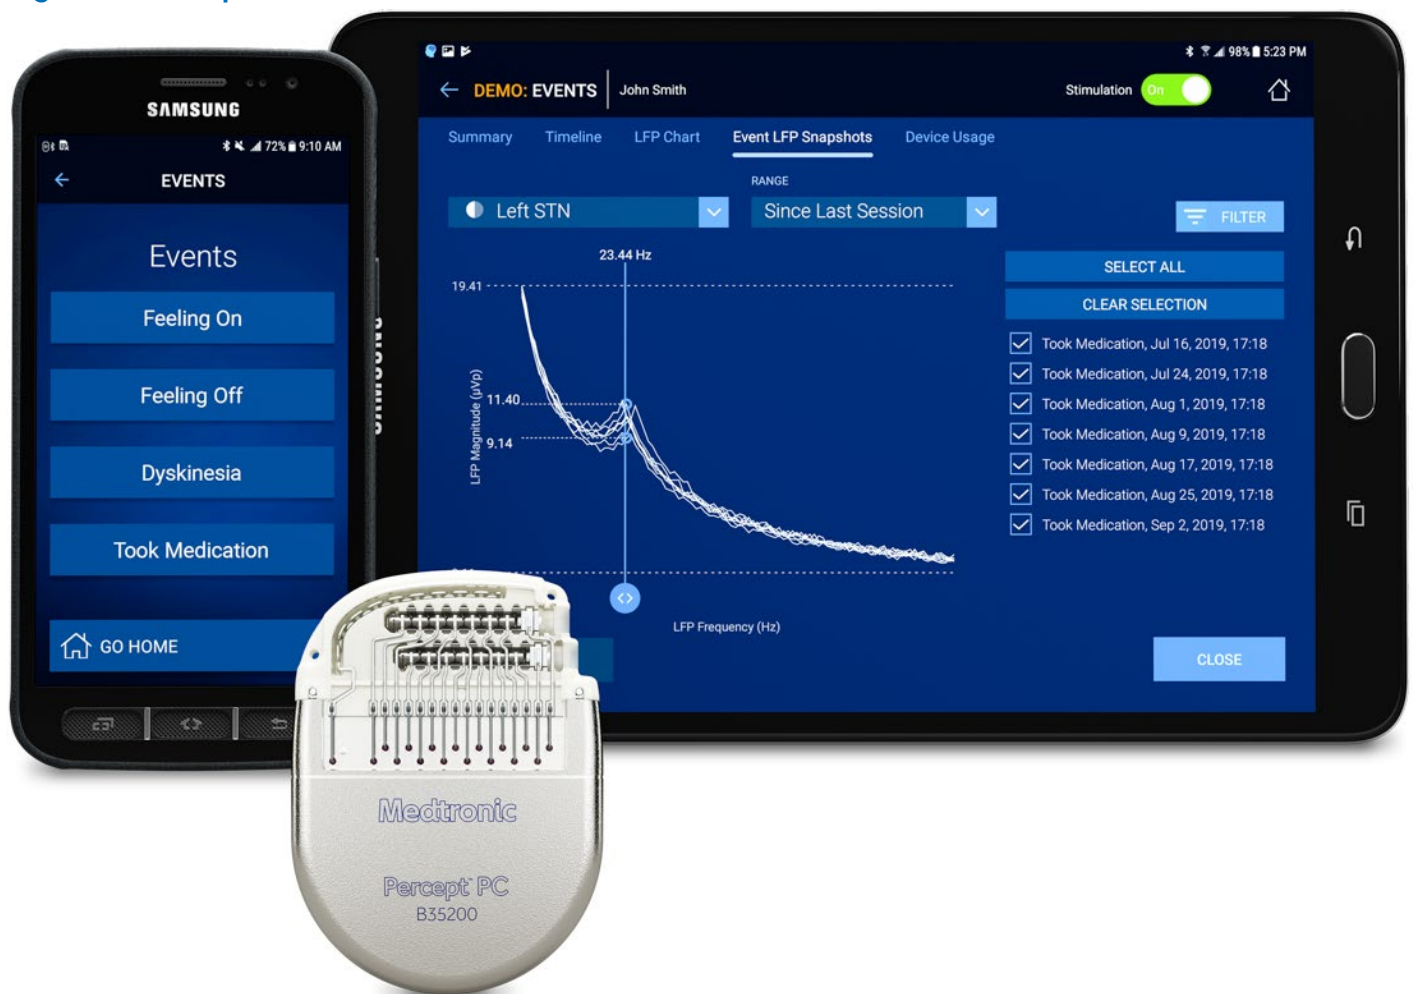 SAMSUNG
72% 9:10 AM
EVENTS
Events
Feeling On
Feeling Off
Dyskinesia
Took Medication
GO HOME
SAMSUNG
98% 5:23 PM
DEMO: EVENTS John Smith
Stimulation On
Summary Timeline LFP Chart Event LFP Snapshots Device Usage
RANGE
Left STN Since Last Session FILTER
23.44 Hz
19.41
11.40
9.14
LFP Magnitude (µVp)
LFP Frequency (Hz)
SELECT ALL
CLEAR SELECTION
Took Medication, Jul 16, 2019, 17:18
Took Medication, Jul 24, 2019, 17:18
Took Medication, Aug 1, 2019, 17:18
Took Medication, Aug 9, 2019, 17:18
Took Medication, Aug 17, 2019, 17:18
Took Medication, Aug 25, 2019, 17:18
Took Medication, Sep 2, 2019, 17:18
CLOSE
Medtronic
Percept™ PC
B35200